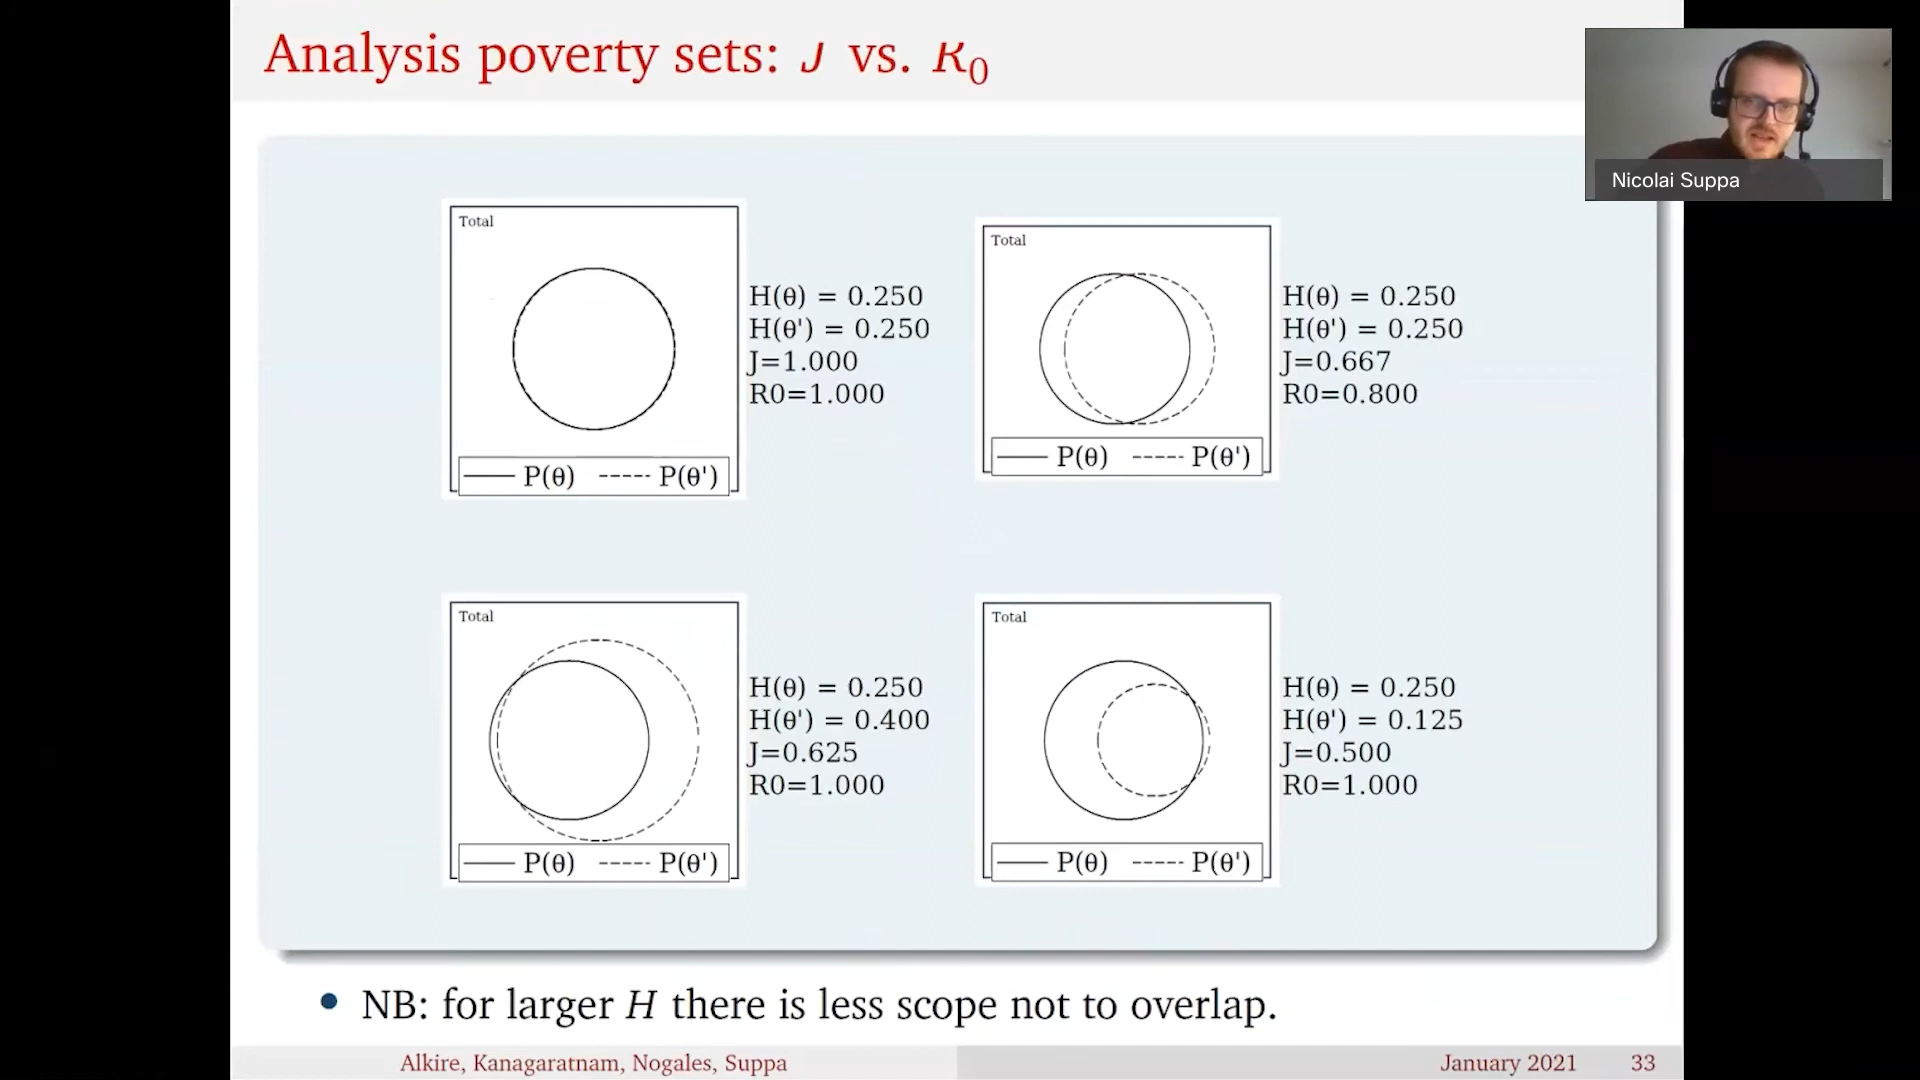 Analysis poverty sets: J vs. R0
Nicolai Suppa
Total
H(θ) = 0.250
H(θ') = 0.250
J=1.000
R0=1.000
P(θ) P(θ')
Total
H(θ) = 0.250
H(θ') = 0.250
J=0.667
R0=0.800
P(θ) P(θ')
Total
H(θ) = 0.250
H(θ') = 0.400
J=0.625
R0=1.000
P(θ) P(θ')
Total
H(θ) = 0.250
H(θ') = 0.125
J=0.500
R0=1.000
P(θ) P(θ')
• NB: for larger H there is less scope not to overlap.
Alkire, Kanagaratnam, Nogales, Suppa January 2021 33